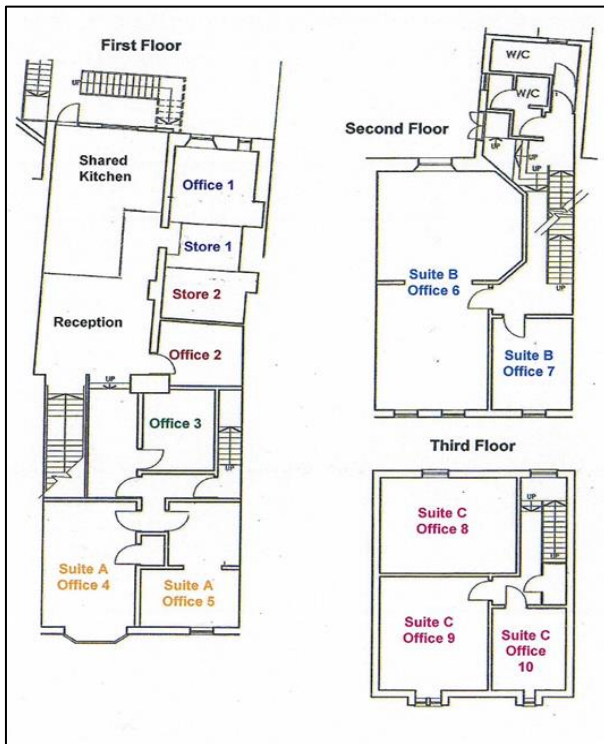 First Floor
UP
Shared
Kitchen
Office 1
Store 1
Store 2
Reception
Office 2
UP
Office 3
UP
Suite A
Office 4
Suite A
Office 5
W/C
W/C
Second Floor
UP
UP
UP
Suite B
Office 6
UP
Suite B
Office 7
Third Floor
UP
Suite C
Office 8
UP
Suite C
Office 9
Suite C
Office
10